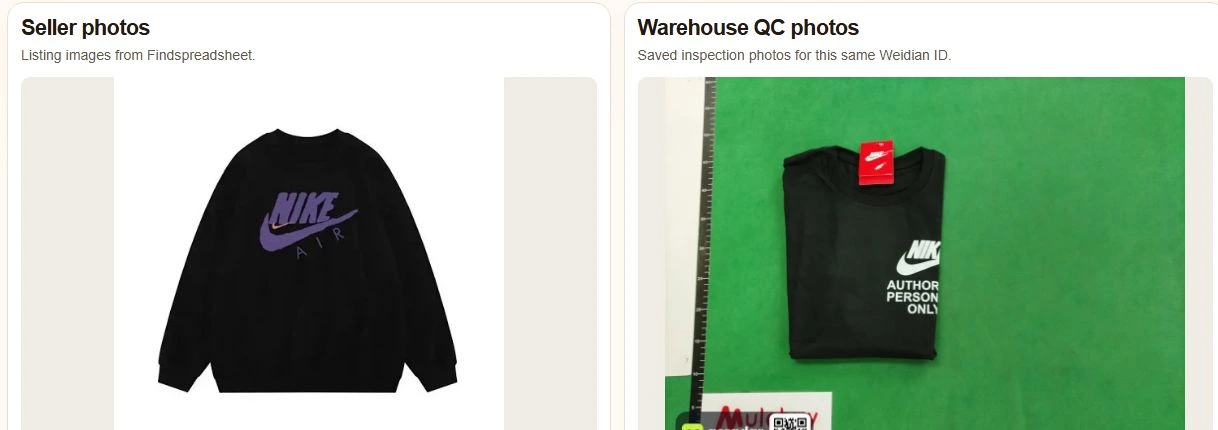 Seller photos
Listing images from Findspreadsheet.
NIKE
AIR
Warehouse QC photos
Saved inspection photos for this same Weidian ID.
NIK
AUTHOR
PERSON
ONLY